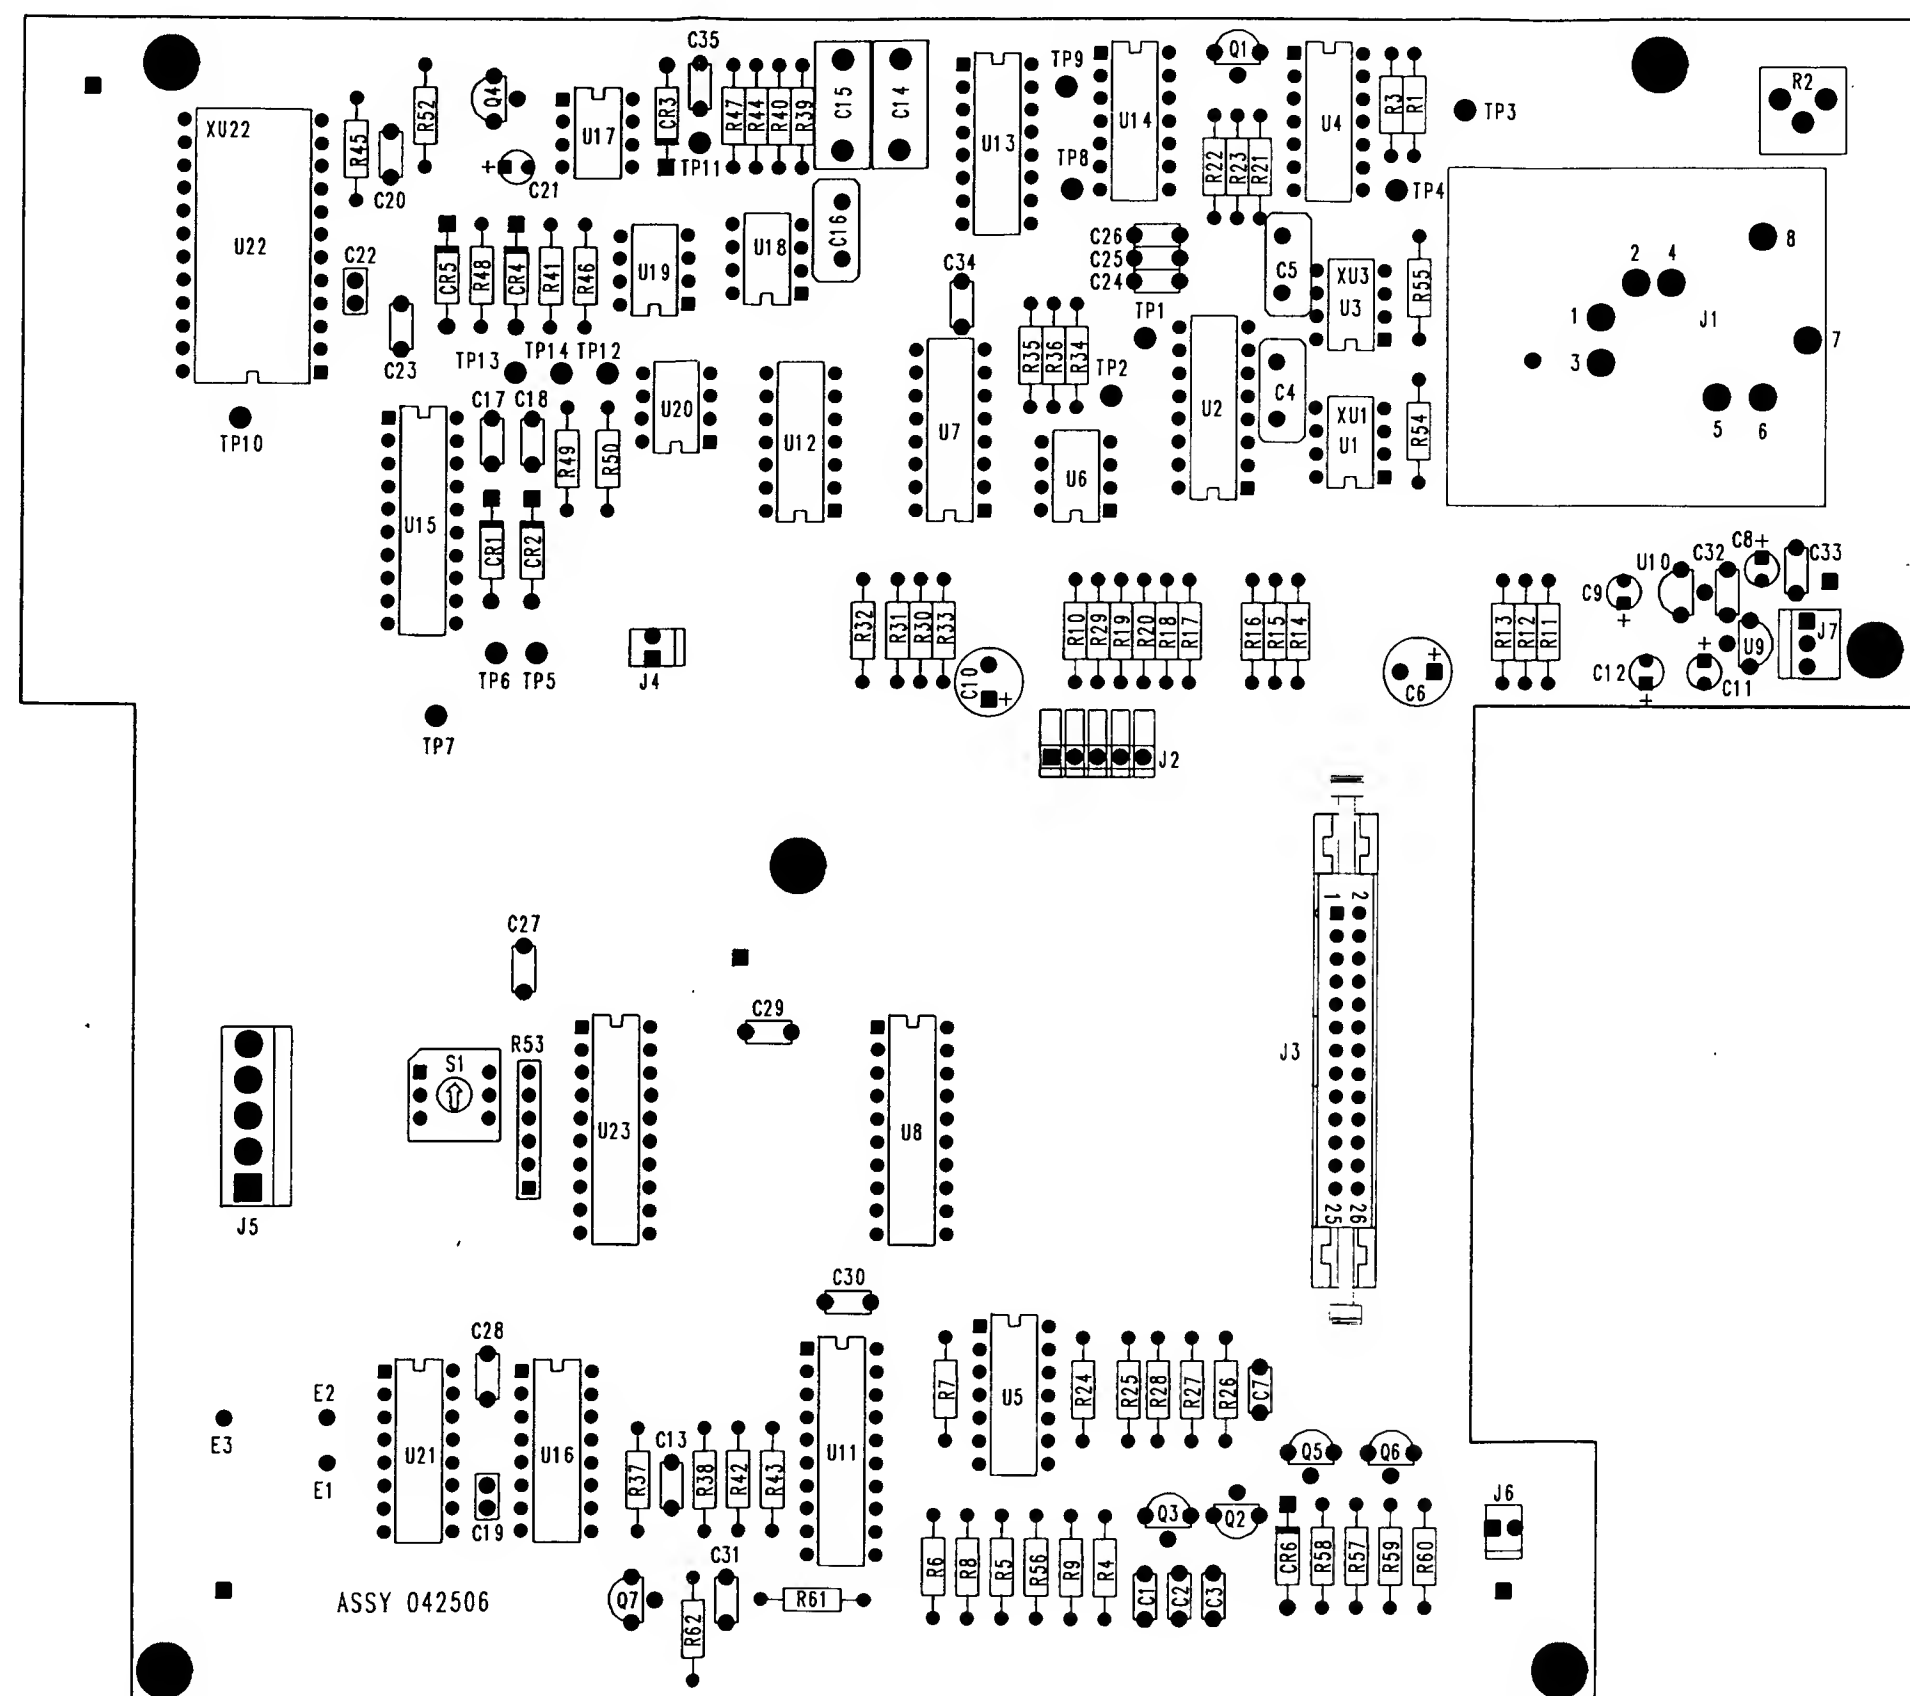 C35
Q1
TP9
R2
XU22
R45
C20
R52
Q4
+
C21
U17
CR3
TP11
R47
R44
R40
R39
C15
C14
U13
TP8
U14
R22
R23
R21
U4
R3
R1
TP3
TP4
U22
C22
C23
CR5
R48
CR4
R41
R46
U19
U18
C16
C34
C26
C25
C24
TP1
C5
XU3
U3
R55
2
4
8
1
J1
7
3
5
6
TP13
TP14
TP12
C17
C18
R49
R50
U20
U12
U7
R35
R36
R34
TP2
U6
U2
C4
XU1
U1
R54
TP10
U15
CR1
CR2
TP6
TP5
J4
TP7
R32
R31
R30
R33
C10
+
R10
R29
R19
R20
R18
R17
R16
R15
R14
C6
+
R13
R12
R11
C9
+
U10
C32
C8
+
C33
J7
U9
C12
+
C11
+
J2
1
2
J3
25
26
C27
C29
S1
R53
U23
U8
J5
C30
C28
E2
E3
E1
U21
C19
U16
R37
C13
R38
R42
R43
U11
R7
U5
R24
R25
R28
R27
R26
C7
Q5
Q6
J6
Q3
Q2
R6
R8
R5
R56
R9
R4
C1
C2
C3
CR6
R58
R57
R59
R60
C31
Q7
R62
R61
ASSY 042506